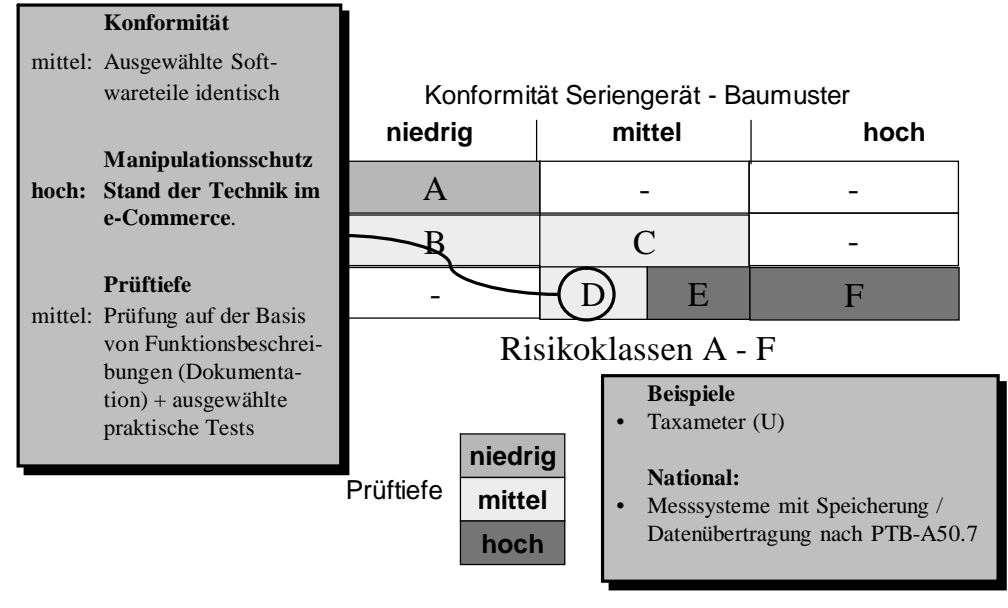 Konformität
mittel: Ausgewählte Soft-
wareteile identisch
Manipulationsschutz
hoch: Stand der Technik im
e-Commerce.
Prüftiefe
mittel: Prüfung auf der Basis
von Funktionsbeschrei-
bungen (Dokumenta-
tion) + ausgewählte
praktische Tests
Konformität Seriengerät - Baumuster
niedrig mittel hoch
A - -
B C -
- D E F
Risikoklassen A - F
Prüftiefe
niedrig
mittel
hoch
Beispiele
• Taxameter (U)
National:
• Messsysteme mit Speicherung /
Datenübertragung nach PTB-A50.7